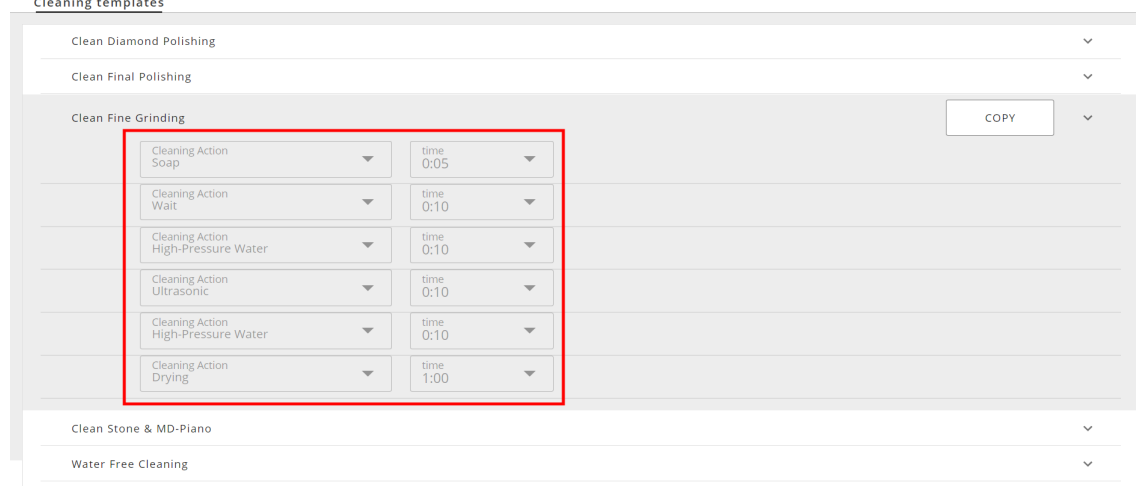 Cleaning templates
Clean Diamond Polishing
Clean Final Polishing
Clean Fine Grinding
COPY
Cleaning Action
Soap
time
0:05
Cleaning Action
Wait
time
0:10
Cleaning Action
High-Pressure Water
time
0:10
Cleaning Action
Ultrasonic
time
0:10
Cleaning Action
High-Pressure Water
time
0:10
Cleaning Action
Drying
time
1:00
Clean Stone & MD-Piano
Water Free Cleaning